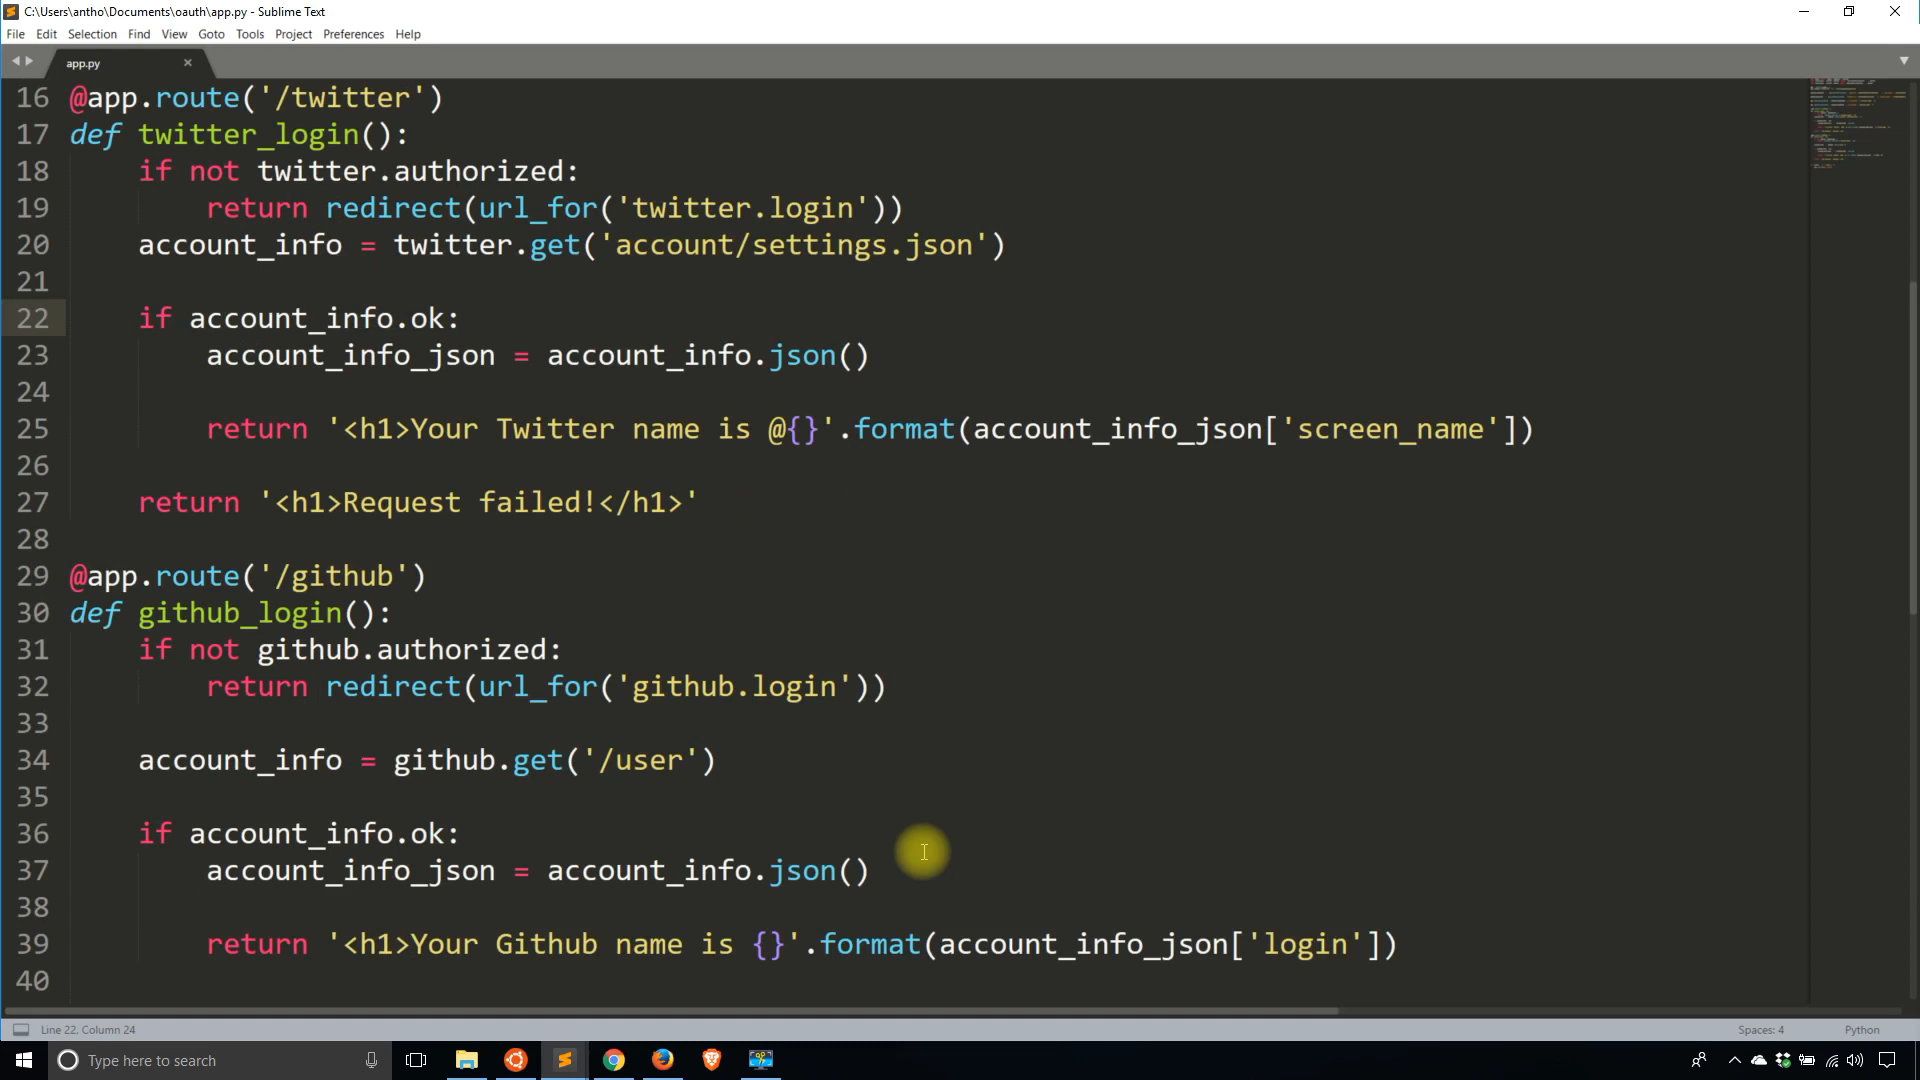 C:\Users\antho\Documents\oauth\app.py - Sublime Text
File Edit Selection Find View Goto Tools Project Preferences Help
app.py
16 @app.route('/twitter')
17 def twitter_login():
18     if not twitter.authorized:
19         return redirect(url_for('twitter.login'))
20     account_info = twitter.get('account/settings.json')
21
22     if account_info.ok:
23         account_info_json = account_info.json()
24
25         return '<h1>Your Twitter name is @{}'.format(account_info_json['screen_name'])
26
27     return '<h1>Request failed!</h1>'
28
29 @app.route('/github')
30 def github_login():
31     if not github.authorized:
32         return redirect(url_for('github.login'))
33
34     account_info = github.get('/user')
35
36     if account_info.ok:
37         account_info_json = account_info.json()
38
39         return '<h1>Your Github name is {}'.format(account_info_json['login'])
40
Line 22, Column 24 Spaces: 4 Python
Type here to search